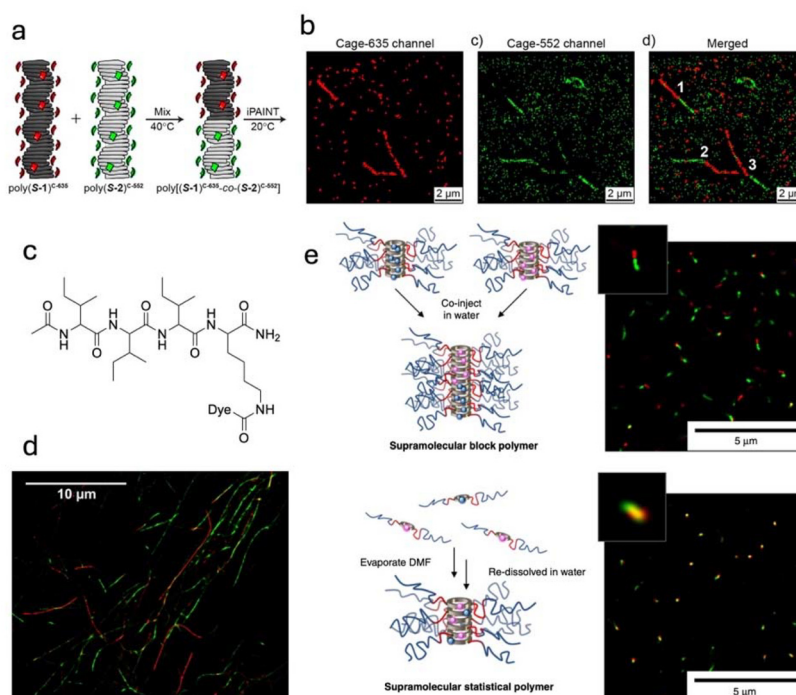 a
b
Cage-635 channel
c)
Cage-552 channel
d)
Merged
+
Mix
40°C
iPAINT
20°C
poly(S-1)C-635
poly(S-2)C-552
poly[(S-1)C-635-co-(S-2)C-552]
1
2
3
2 µm
2 µm
2 µm
c
O
N
H
H
N
O
O
N
H
H
N
O
O
NH2
Dye
NH
O
d
10 µm
e
Co-inject
in water
Supramolecular block polymer
5 µm
Evaporate DMF
Re-dissolved in water
Supramolecular statistical polymer
5 µm